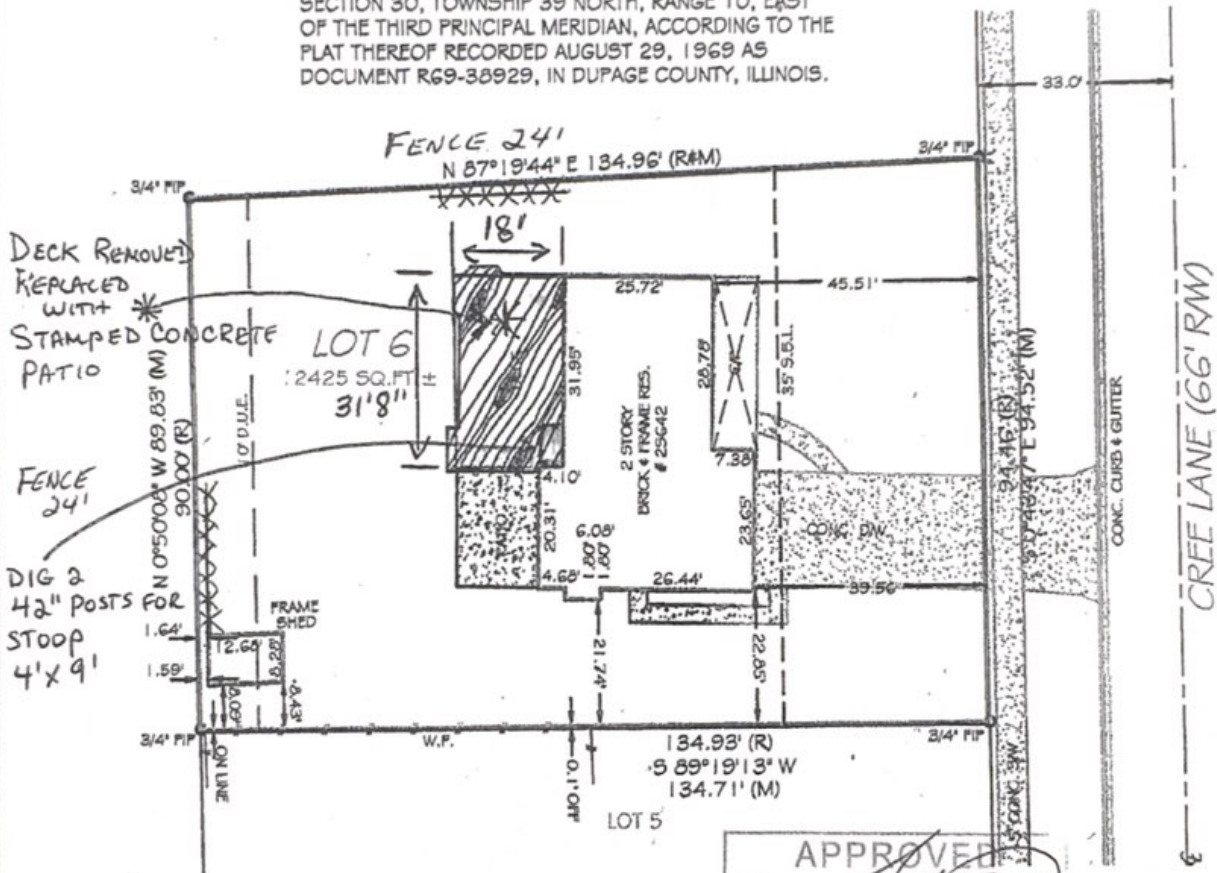 SECTION 30, TOWNSHIP 39 NORTH, RANGE 10, EAST
OF THE THIRD PRINCIPAL MERIDIAN, ACCORDING TO THE
PLAT THEREOF RECORDED AUGUST 29, 1969 AS
DOCUMENT R69-38929, IN DUPAGE COUNTY, ILLINOIS.
33.0'
FENCE 24'
N 87°19'44" E 134.96' (R&M)
3/4" FIP
3/4" FIP
18'
DECK REMOVED
REPLACED
WITH
STAMPED CONCRETE
PATIO
25.72'
45.51'
LOT 6
2425 SQ.FT. ±
31'8"
31.95'
28.78'
35' S.B.L.
2 STORY
BRICK & FRAME RES.
# 25642
N 0°50'00" W 89.83' (M)
90.00' (R)
10' D.U.E.
94.46' (R)
E 94.52' (M)
CONC. CURB & GUTTER
CREE LANE (66' R/W)
FENCE
24'
7.38'
4.10'
PATIO
20.31'
6.08'
.80'
.80'
23.65'
CONC. D/W
4.68'
26.44'
39.56'
DIG 2
42" POSTS FOR
STOOP
4'X 9'
FRAME
SHED
1.64'
12.68'
8.28'
1.59'
8.09'
8.43'
21.74'
22.85'
3/4" FIP
ON LINE
W.F.
0.1' OFF
134.93' (R)
S 89°19'13" W
134.71' (M)
3/4" FIP
5' CONC. SW
LOT 5
APPROVED